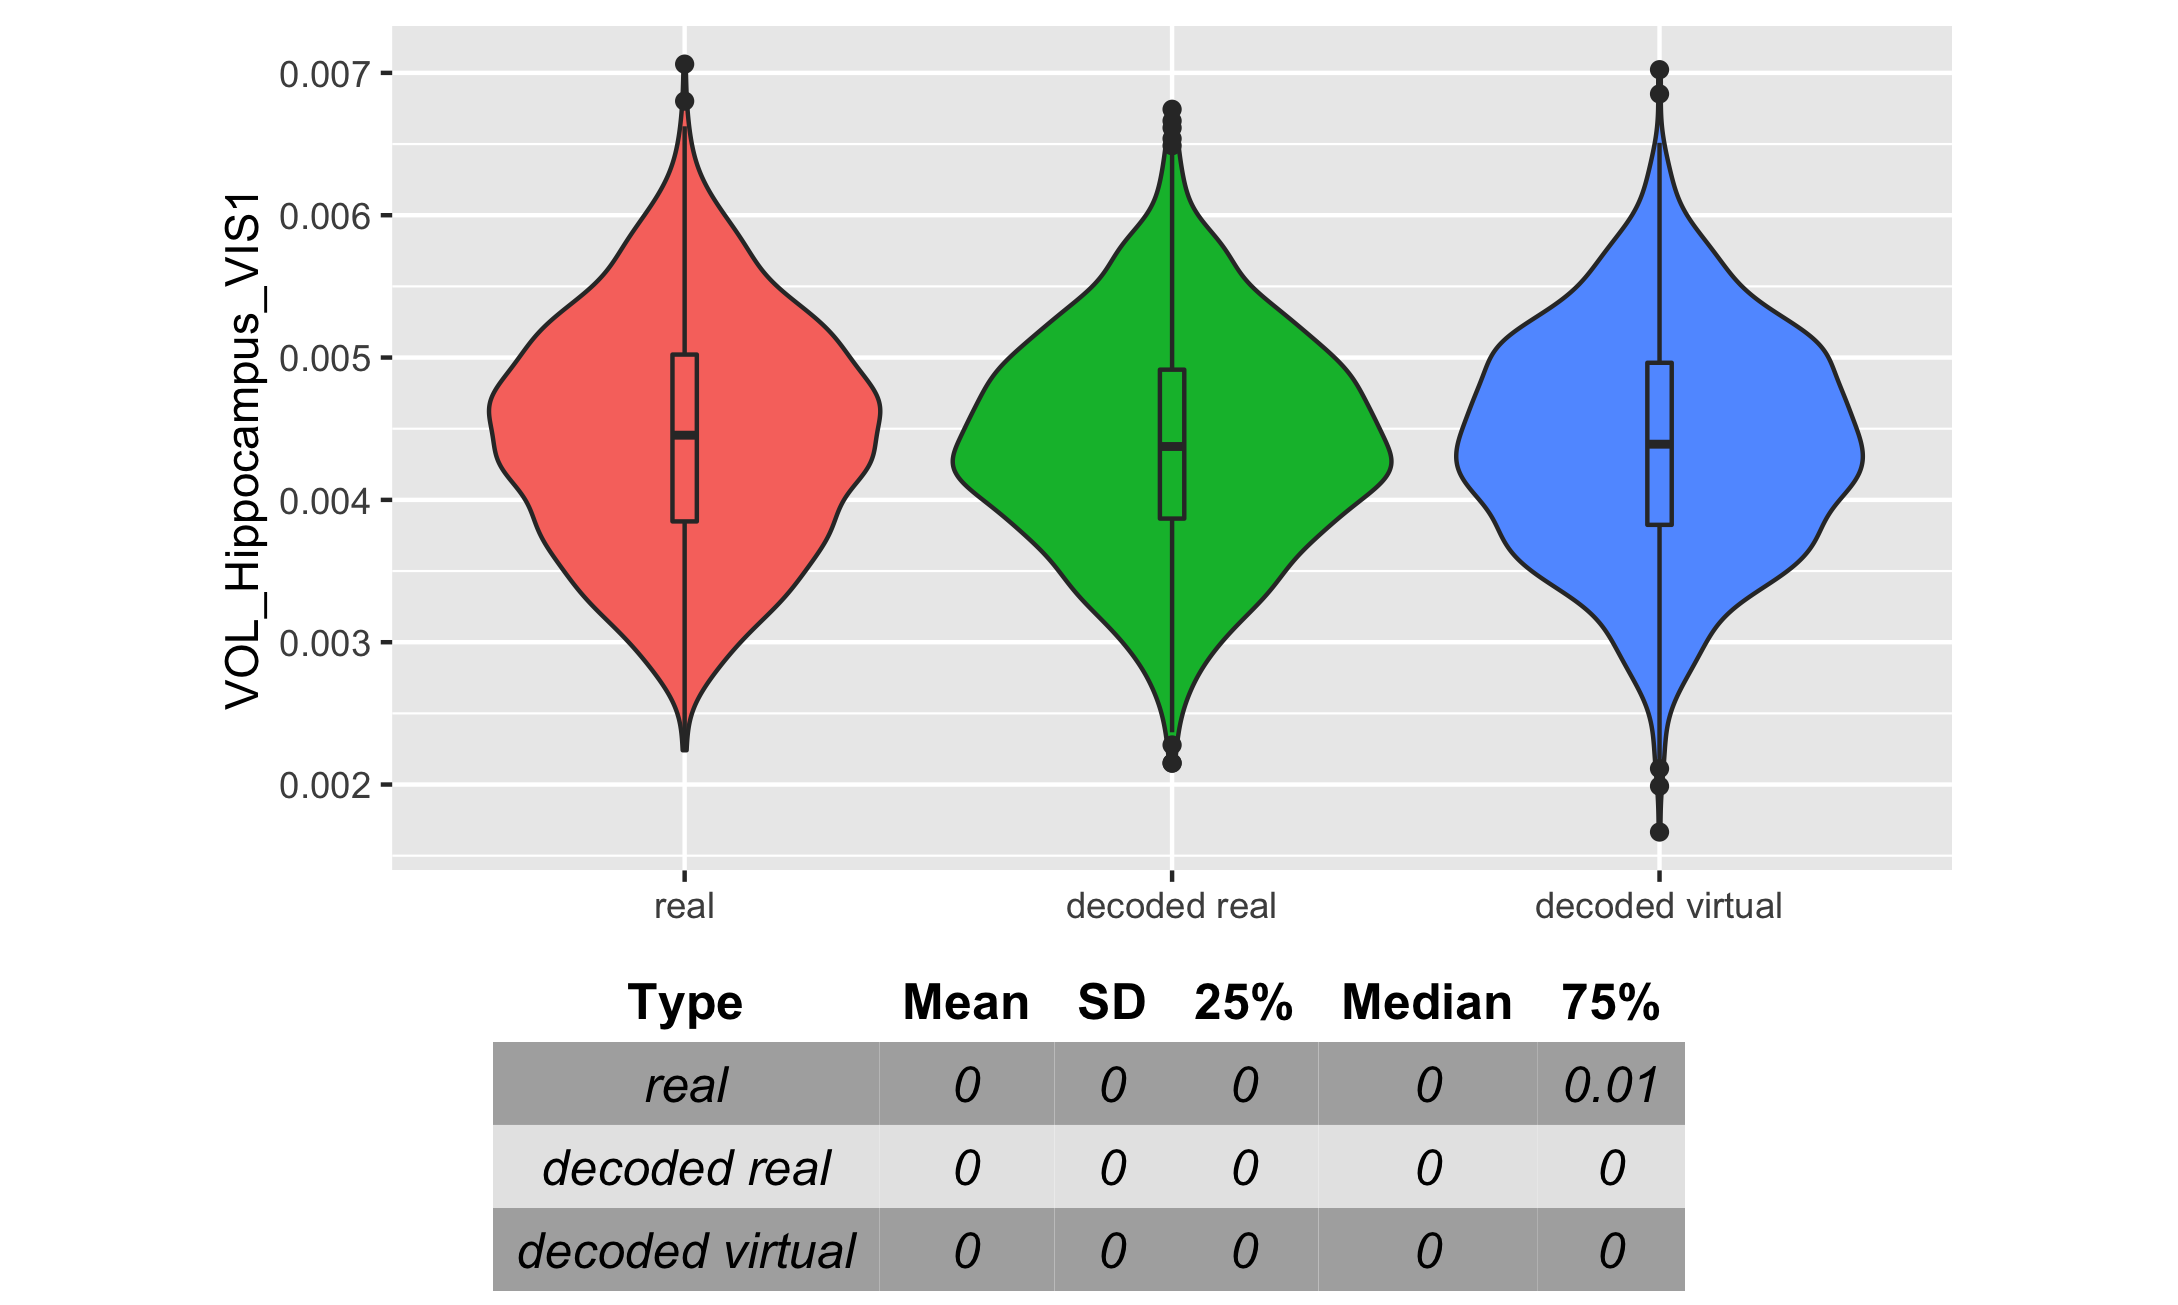 VOL_Hippocampus_VIS1
0.007
0.006
0.005
0.004
0.003
0.002
real decoded real decoded virtual
Type Mean SD 25% Median 75%
real 0 0 0 0 0.01
decoded real 0 0 0 0 0
decoded virtual 0 0 0 0 0